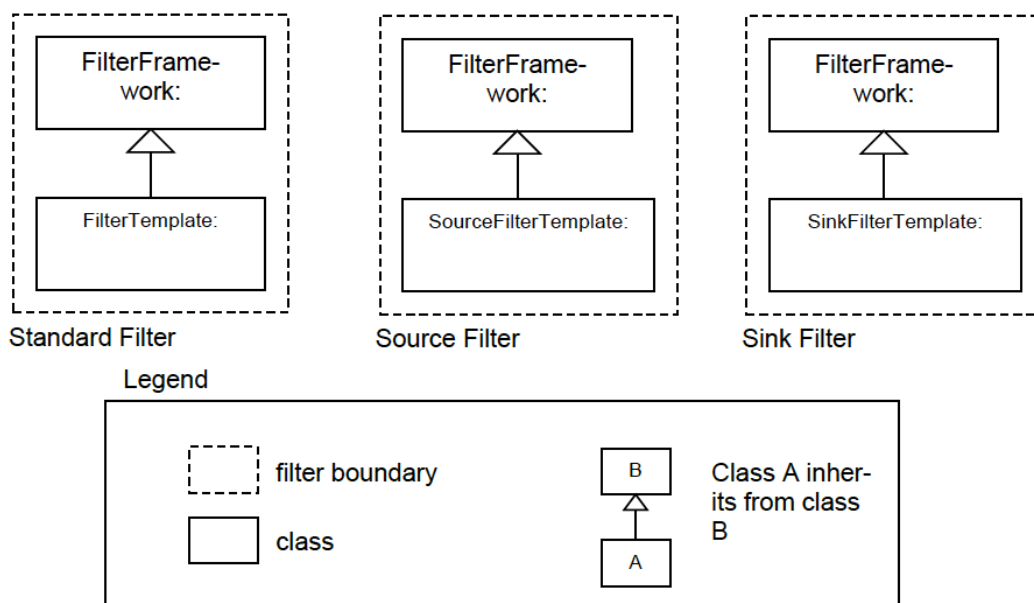 FilterFrame-
work:
FilterTemplate:
Standard Filter
FilterFrame-
work:
SourceFilterTemplate:
Source Filter
FilterFrame-
work:
SinkFilterTemplate:
Sink Filter
Legend
filter boundary
class
B
A
Class A inher-
its from class
B